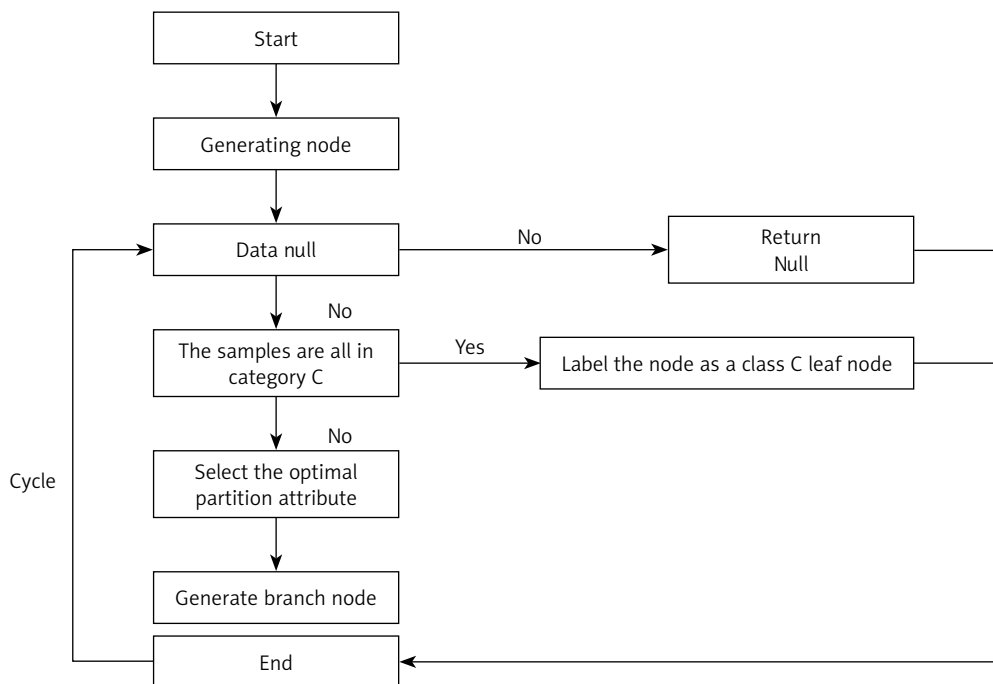 Start
Generating node
Data null
No
Return
Null
No
The samples are all in
category C
Yes
Label the node as a class C leaf node
No
Select the optimal
partition attribute
Cycle
Generate branch node
End